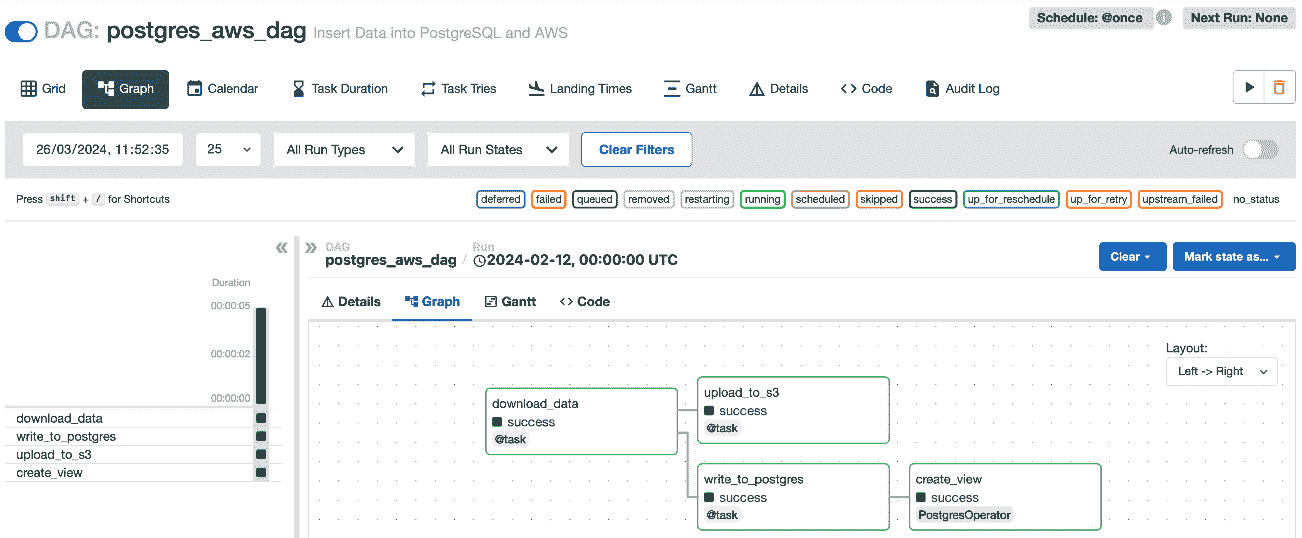 DAG: postgres_aws_dag Insert Data into PostgreSQL and AWS
Schedule: @once
Next Run: None
Grid Graph Calendar Task Duration Task Tries Landing Times Gantt Details <> Code Audit Log
26/03/2024, 11:52:35 25 All Run Types All Run States Clear Filters Auto-refresh
Press shift + / for Shortcuts
deferred failed queued removed restarting running scheduled skipped success up_for_reschedule up_for_retry upstream_failed no_status
« Duration
00:00:05
00:00:02
00:00:00
download_data
write_to_postgres
upload_to_s3
create_view
» DAG Run
postgres_aws_dag / 2024-02-12, 00:00:00 UTC
Clear Mark state as...
Details Graph Gantt <> Code
Layout:
Left -> Right
download_data
success
@task
upload_to_s3
success
@task
write_to_postgres
success
@task
create_view
success
PostgresOperator